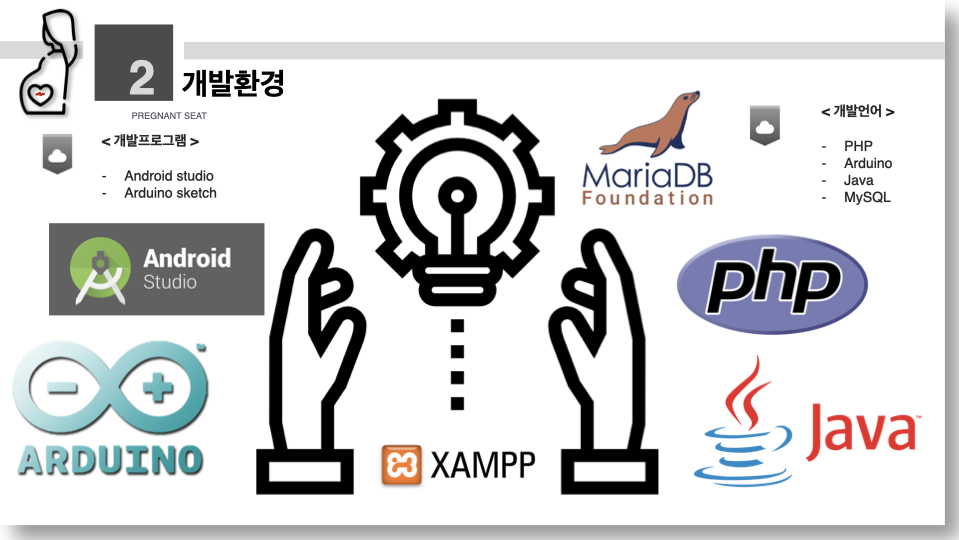 2 개발환경
PREGNANT SEAT
< 개발프로그램 >
- Android studio
- Arduino sketch
Android
Studio
ARDUINO
MariaDB
Foundation
XAMPP
< 개발언어 >
- PHP
- Arduino
- Java
- MySQL
php
Java™